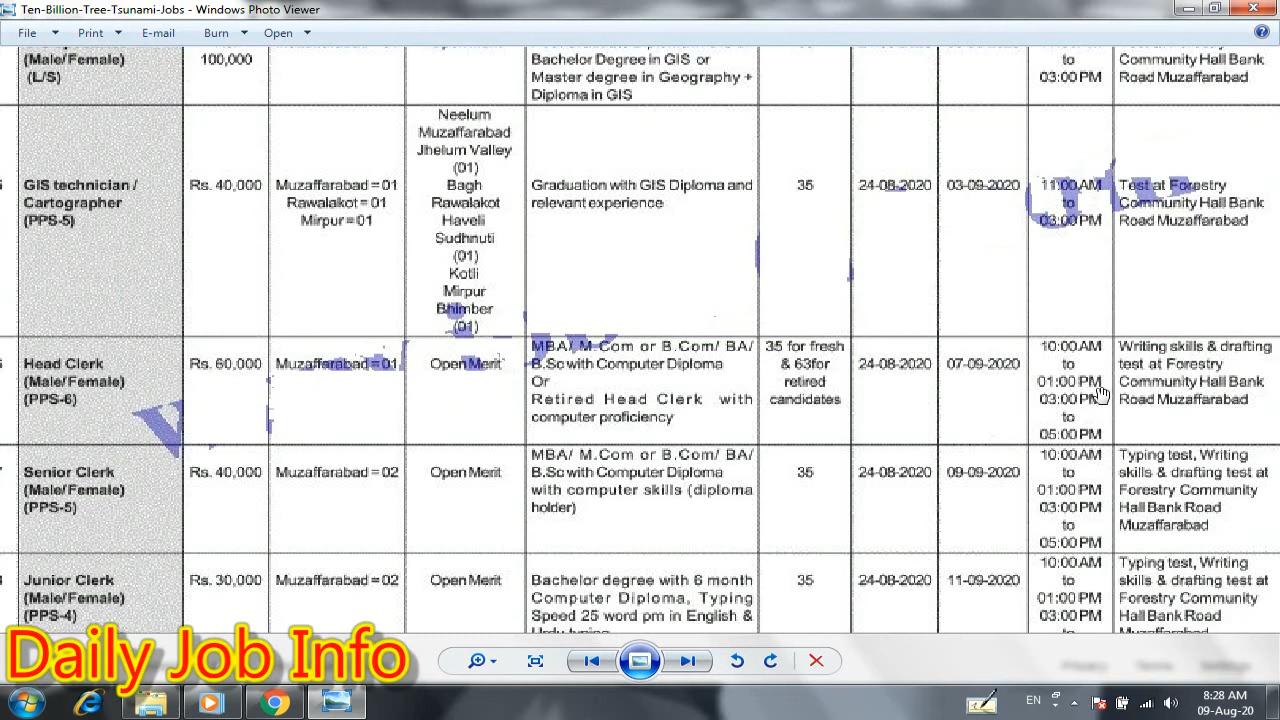 Ten-Billion-Tree-Tsunami-Jobs - Windows Photo Viewer
File Print E-mail Burn Open
(Male/Female)
(L/S)
100,000
Bachelor Degree in GIS or
Master degree in Geography +
Diploma in GIS
35
to
03:00 PM
Community Hall Bank
Road Muzaffarabad
GIS technician /
Cartographer
(PPS-5)
Rs. 40,000
Muzaffarabad = 01
Rawalakot = 01
Mirpur = 01
Neelum
Muzaffarabad
Jhelum Valley
(01)
Bagh
Rawalakot
Haveli
Sudhnuti
(01)
Kotli
Mirpur
Bhimber
(01)
Graduation with GIS Diploma and
relevant experience
35
24-08-2020
03-09-2020
11:00 AM
to
03:00 PM
Test at Forestry
Community Hall Bank
Road Muzaffarabad
Head Clerk
(Male/Female)
(PPS-6)
Rs. 60,000
Muzaffarabad = 01
Open Merit
MBA/ M.Com or B.Com/ BA/
B.Sc with Computer Diploma
Or
Retired Head Clerk with
computer proficiency
35 for fresh
& 63for
retired
candidates
24-08-2020
07-09-2020
10:00AM
to
01:00 PM
03:00 PM
to
05:00 PM
Writing skills & drafting
test at Forestry
Community Hall Bank
Road Muzaffarabad
Senior Clerk
(Male/Female)
(PPS-5)
Rs. 40,000
Muzaffarabad = 02
Open Merit
MBA/ M.Com or B.Com/ BA/
B.Sc with Computer Diploma
with computer skills (diploma
holder)
35
24-08-2020
09-09-2020
10:00AM
to
01:00 PM
03:00 PM
to
05:00 PM
Typing test, Writing
skills & drafting test at
Forestry Community
Hall Bank Road
Muzaffarabad
Junior Clerk
(Male/Female)
(PPS-4)
Rs. 30,000
Muzaffarabad = 02
Open Merit
Bachelor degree with 6 month
Computer Diploma, Typing
Speed 25 word pm in English &
Urdu typing
35
24-08-2020
11-09-2020
10:00AM
to
01:00 PM
03:00 PM
to
Typing test, Writing
skills & drafting test at
Forestry Community
Hall Bank Road
Muzaffarabad
Daily Job Info
EN
8:28 AM
09-Aug-20